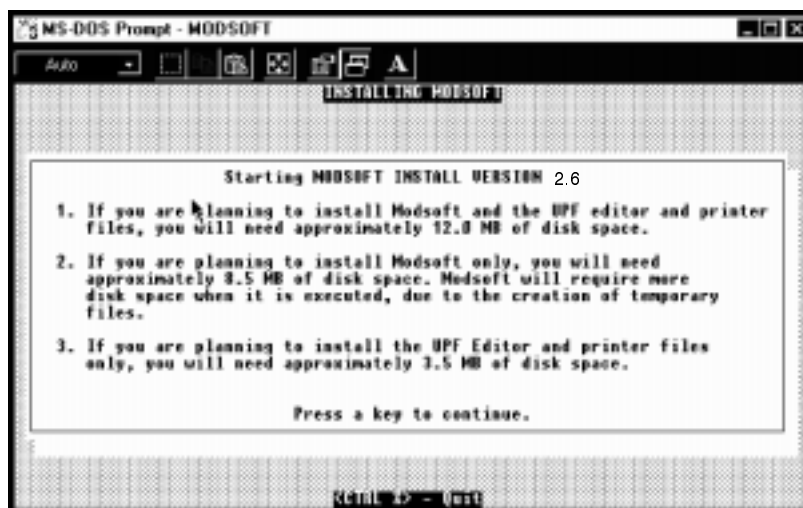 MS-DOS Prompt - MODSOFT
Auto
A
INSTALLING MODSOFT
Starting MODSOFT INSTALL VERSION 2.6
1. If you are planning to install Modsoft and the UPF editor and printer
files, you will need approximately 12.0 MB of disk space.
2. If you are planning to install Modsoft only, you will need
approximately 8.5 MB of disk space. Modsoft will require more
disk space when it is executed, due to the creation of temporary
files.
3. If you are planning to install the UPF Editor and printer files
only, you will need approximately 3.5 MB of disk space.
Press a key to continue.
- Quit